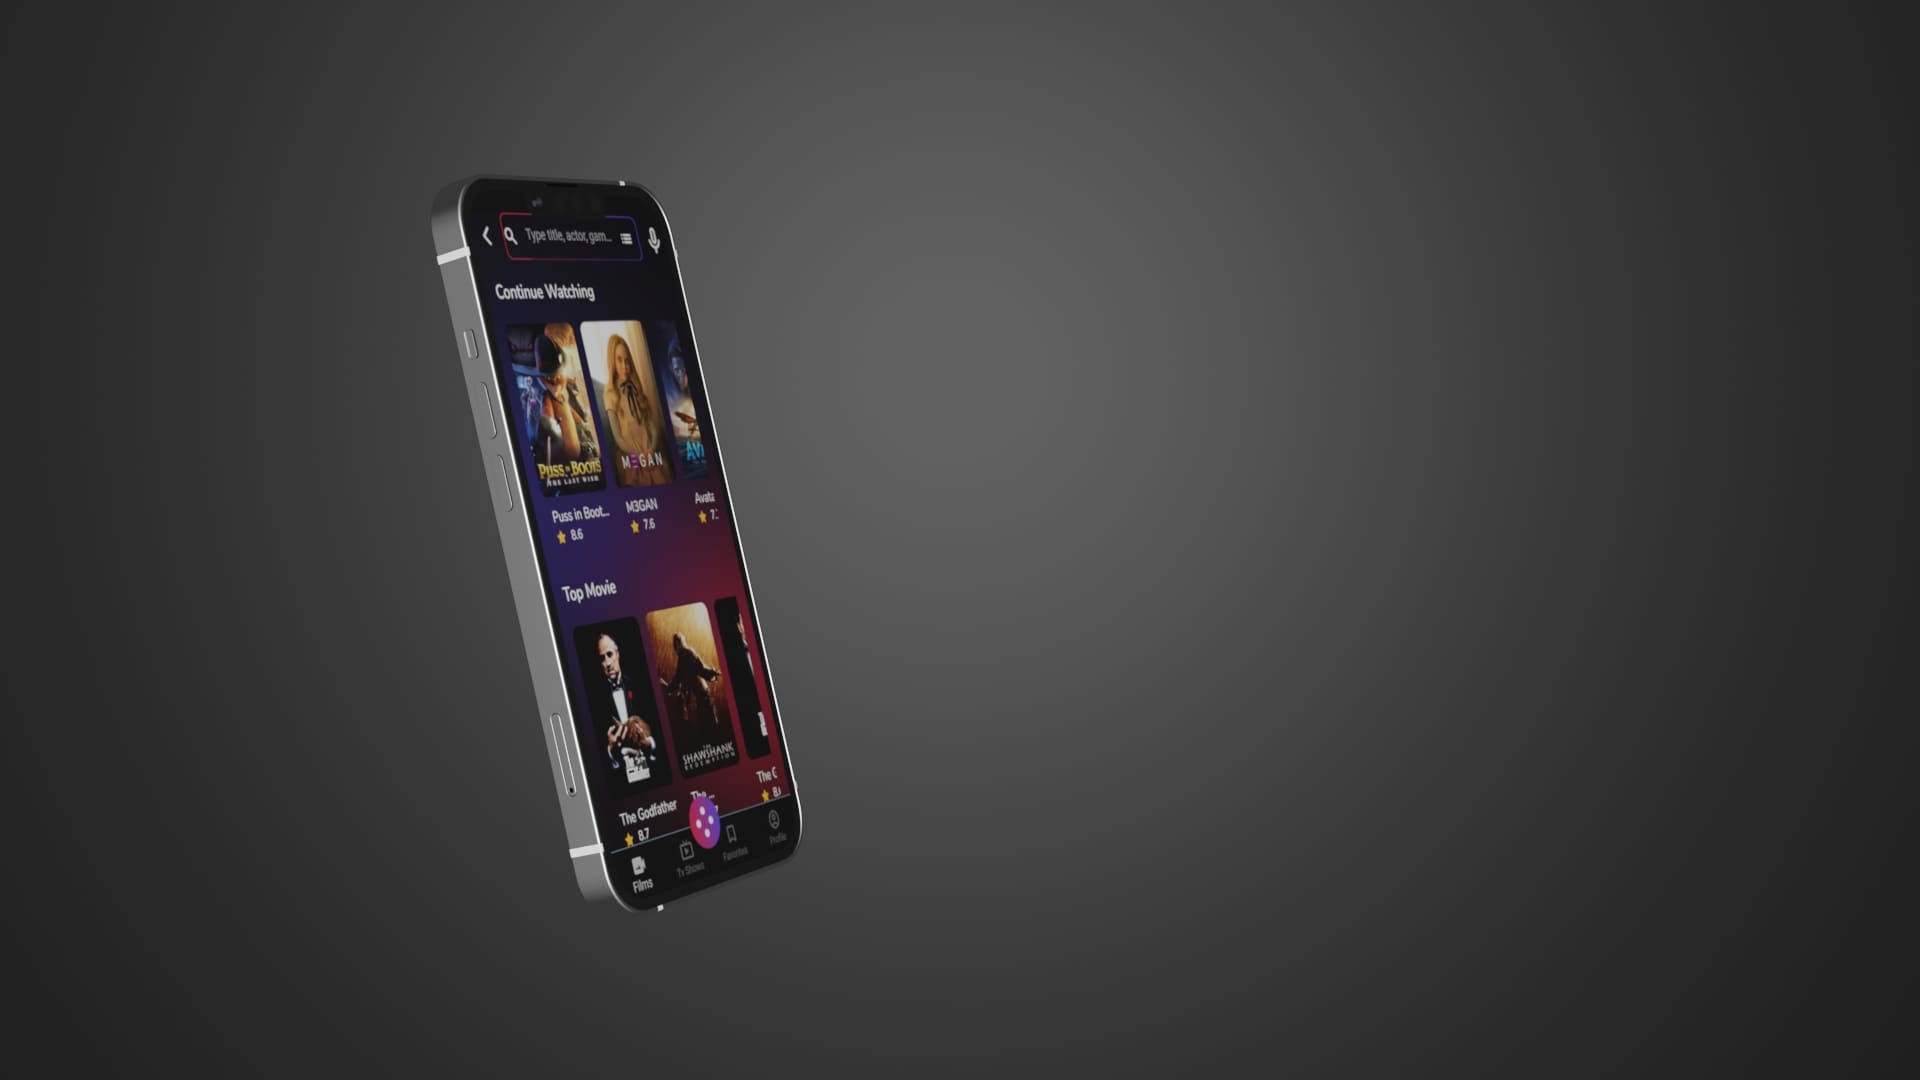 Type title, actor, gam...
Continue Watching
PUSS IN BOOTS
THE LAST WISH
M3GAN
AV
Puss in Boot...
8.6
M3GAN
7.6
Avata
7.
Top Movie
THE
SHAWSHANK
REDEMPTION
The Godfather
8.7
The ...
The G
8.
Films
Tv Shows
Favorites
Profile